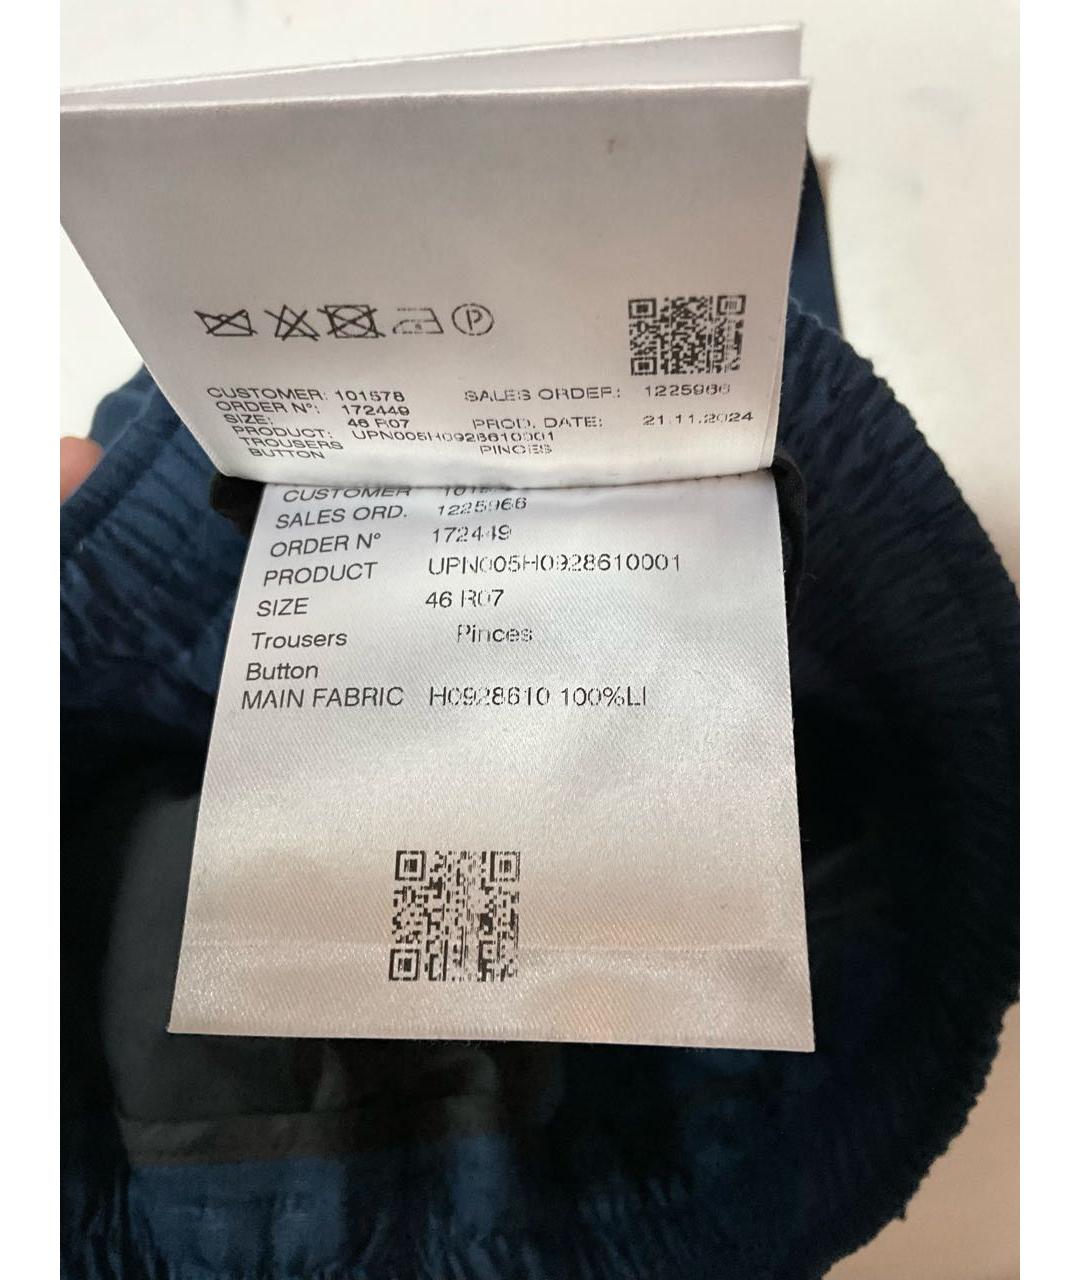 P
CUSTOMER: 101578 SALES ORDER: 1225966
ORDER N°: 172449
SIZE: 46 R07 PROD. DATE: 21.11.2024
PRODUCT: UPN005H0928610001
TROUSERS PINCES
BUTTON
CUSTOMER
SALES ORD. 1225966
ORDER N° 172449
PRODUCT UPN005H0928610001
SIZE 46 R07
Trousers Pinces
Button
MAIN FABRIC H0928610 100%LI